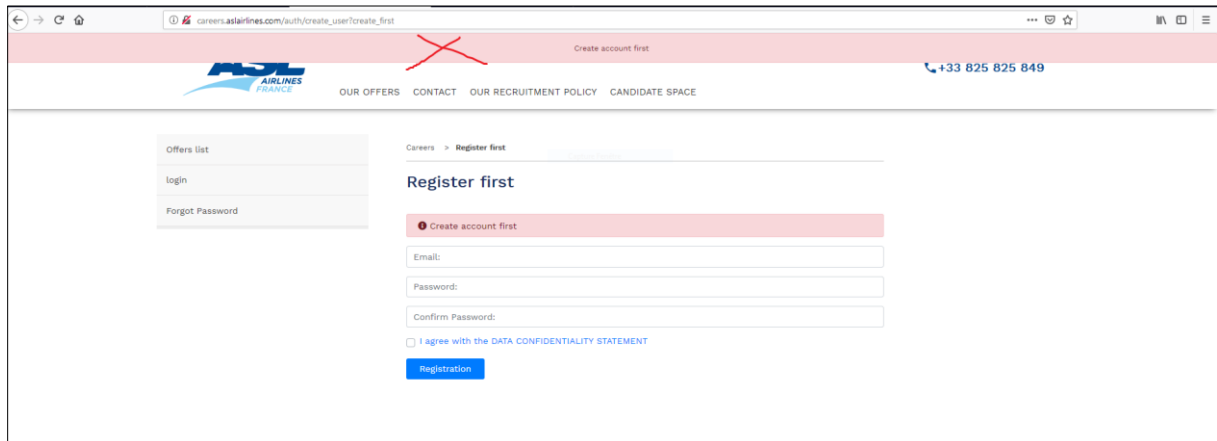 careers.aslairlines.com/auth/create_user?create_first
Create account first
ASL
AIRLINES
FRANCE
+33 825 825 849
OUR OFFERS CONTACT OUR RECRUITMENT POLICY CANDIDATE SPACE
Offers list
login
Forgot Password
Careers > Register first
Register first
Create account first
Email:
Password:
Confirm Password:
I agree with the DATA CONFIDENTIALITY STATEMENT
Registration